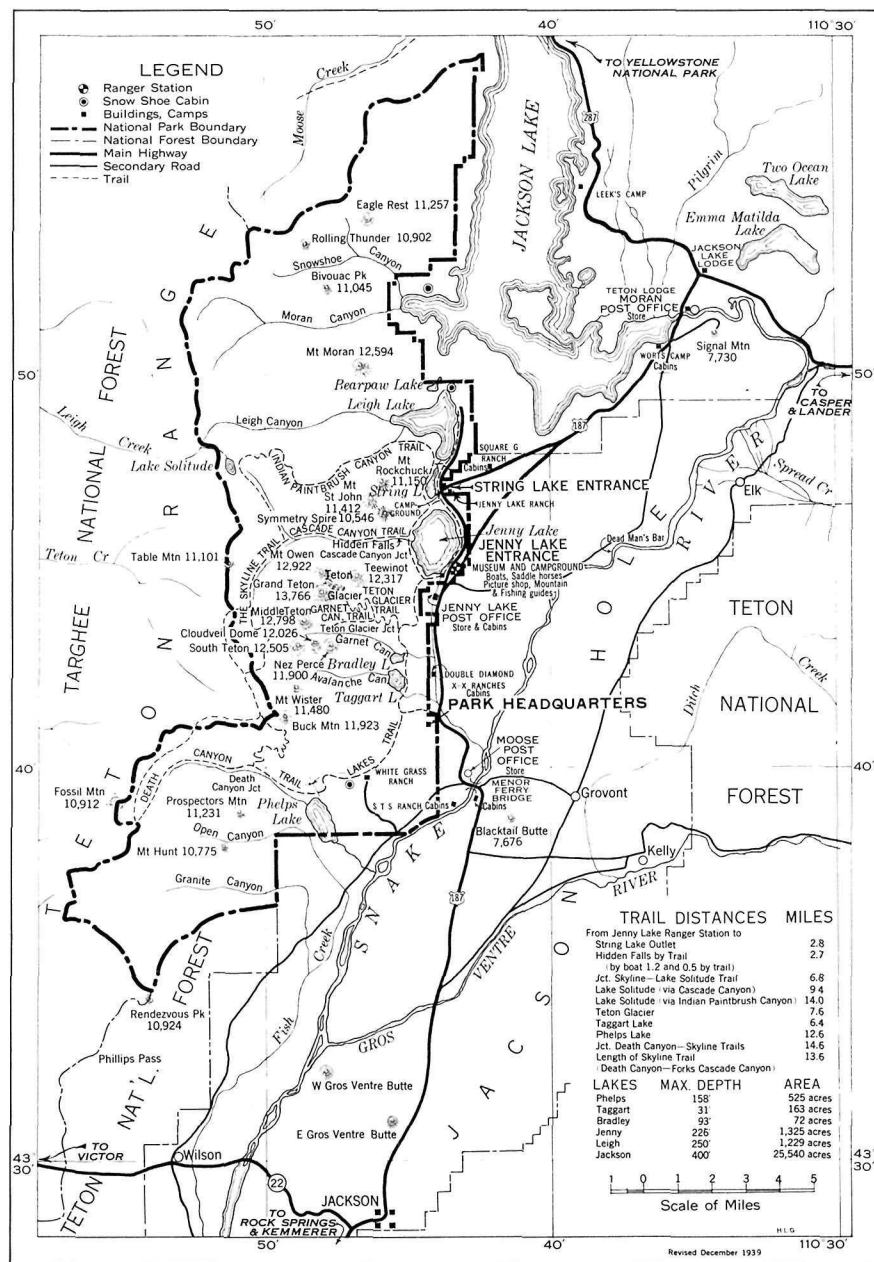 50′
40′
110°30′
LEGEND
Ranger Station
Snow Shoe Cabin
Buildings, Camps
National Park Boundary
National Forest Boundary
Main Highway
Secondary Road
Trail
Moose
Creek
TO YELLOWSTONE
NATIONAL PARK
287
JACKSON LAKE
Pilgrim
Two Ocean
Lake
LEEK'S CAMP
Emma Matilda
Lake
JACKSON
LAKE
LODGE
Eagle Rest 11,257
Rolling Thunder 10,902
Snowshoe
Canyon
Bivouac Pk
11,045
TETON LODGE
MORAN
POST OFFICE
Store
Moran Canyon
Signal Mtn
7,730
WORTS CAMP
Cabins
Mt Moran 12,594
50′
50′
TO
CASPER
& LANDER
Bearpaw Lake
Leigh Lake
187
Leigh
Creek
Leigh Canyon
Lake Solitude
INDIAN PAINTBRUSH CANYON TRAIL
SQUARE G
RANCH
Cabins
Mt
Rockchuck
11,150
String L
Mt
St John
11,412
CAMP
GROUND
STRING LAKE ENTRANCE
JENNY LAKE RANCH
Spread Cr
Elk
Symmetry Spire 10,546
CASCADE CANYON TRAIL
Hidden Falls
Cascade Canyon Jct
Jenny Lake
JENNY LAKE
ENTRANCE
MUSEUM AND CAMPGROUND
Boats, Saddle horses
Picture shop, Mountain
& Fishing guides
Dead Man's Bar
Teton Cr
Table Mtn 11,101
THE SKYLINE TRAIL
Mt Owen
12,922
Teewinot
12,317
Teton
Glacier
Grand Teton
13,766
TETON
GLACIER
TRAIL
Middle Teton
12,798
GARNET
CAN. TRAIL
Teton Glacier Jct
JENNY LAKE
POST OFFICE
Store & Cabins
Cloudveil Dome 12,026
South Teton 12,505
Garnet Can
Nez Perce
11,900
Bradley L
Avalanche Can
Taggart L
DOUBLE DIAMOND
X-X RANCHES
Cabins
PARK HEADQUARTERS
Mt Wister
11,480
Buck Mtn 11,923
TARGHEE
NATIONAL
FOREST
TETON
RANGE
TETON
NATIONAL
FOREST
Ditch
Creek
JACKSON
HOLE
SNAKE
RIVER
MOOSE
POST
OFFICE
Store
MENOR
FERRY
BRIDGE
Cabins
40′
40′
DEATH
CANYON
TRAIL
LAKES
TRAIL
Death
Canyon Jct
WHITE GRASS
RANCH
S T S RANCH Cabins
Grovont
Fossil Mtn
10,912
Prospectors Mtn
11,231
Phelps
Lake
Blacktail Butte
7,676
Open Canyon
Mt Hunt 10,775
Kelly
Granite Canyon
187
GROS
VENTRE
RIVER
Fish
Creek
Rendezvous Pk
10,924
Phillips Pass
TETON
NAT'L.
FOREST
W Gros Ventre Butte
E Gros Ventre Butte
TO
VICTOR
Wilson
22
JACKSON
TO
ROCK SPRINGS
& KEMMERER
TRAIL DISTANCES MILES
From Jenny Lake Ranger Station to
String Lake Outlet 2.8
Hidden Falls by Trail 2.7
(by boat 1.2 and 0.5 by trail)
Jct. Skyline—Lake Solitude Trail 6.8
Lake Solitude (via Cascade Canyon) 9.4
Lake Solitude (via Indian Paintbrush Canyon) 14.0
Teton Glacier 7.6
Taggart Lake 6.4
Phelps Lake 12.6
Jct. Death Canyon—Skyline Trails 14.6
Length of Skyline Trail 13.6
(Death Canyon—Forks Cascade Canyon)
LAKES MAX. DEPTH AREA
Phelps 158′ 525 acres
Taggart 31′ 163 acres
Bradley 93′ 72 acres
Jenny 226′ 1,325 acres
Leigh 250′ 1,229 acres
Jackson 400′ 25,540 acres
43°
30′
43°
30′
1 0 1 2 3 4 5
Scale of Miles
H.L.G
50′
40′
110°30′
Revised December 1939